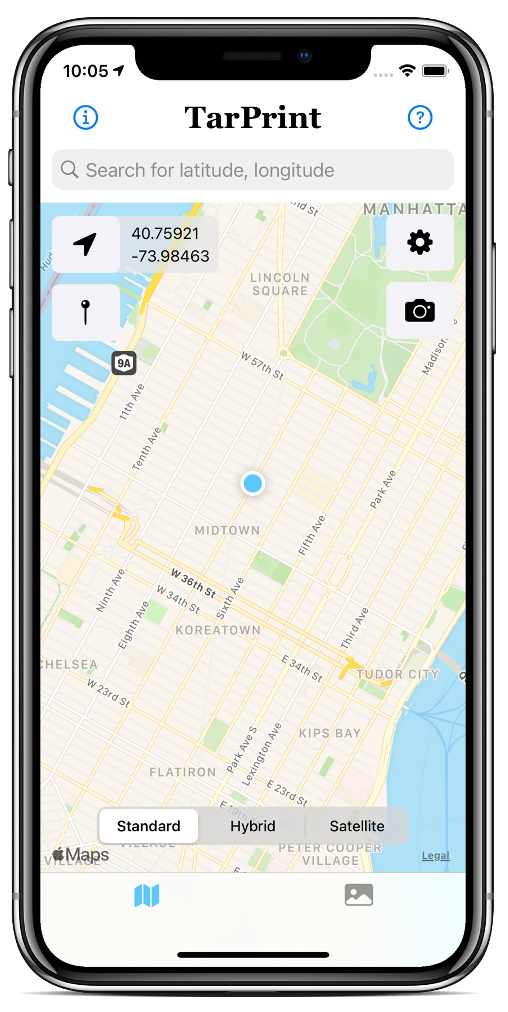 10:05
TarPrint
Search for latitude, longitude
MANHATTA
40.75921
-73.98463
LINCOLN
SQUARE
9A
W 57th St
Madison
11th Ave
Tenth Ave
Park Ave
MIDTOWN
Fifth Ave
W 36th St
W 34th St
Ninth Ave
Sixth Ave
Eighth Ave
KOREATOWN
Third Ave
E 34th St
CHELSEA
TUDOR CITY
W 23rd St
KIPS BAY
Park Ave S
Lexington Ave
FLATIRON
E 23rd St
Standard
Hybrid
Satellite
PETER COOPER
VILLAGE
Maps
VILLAGE
Legal